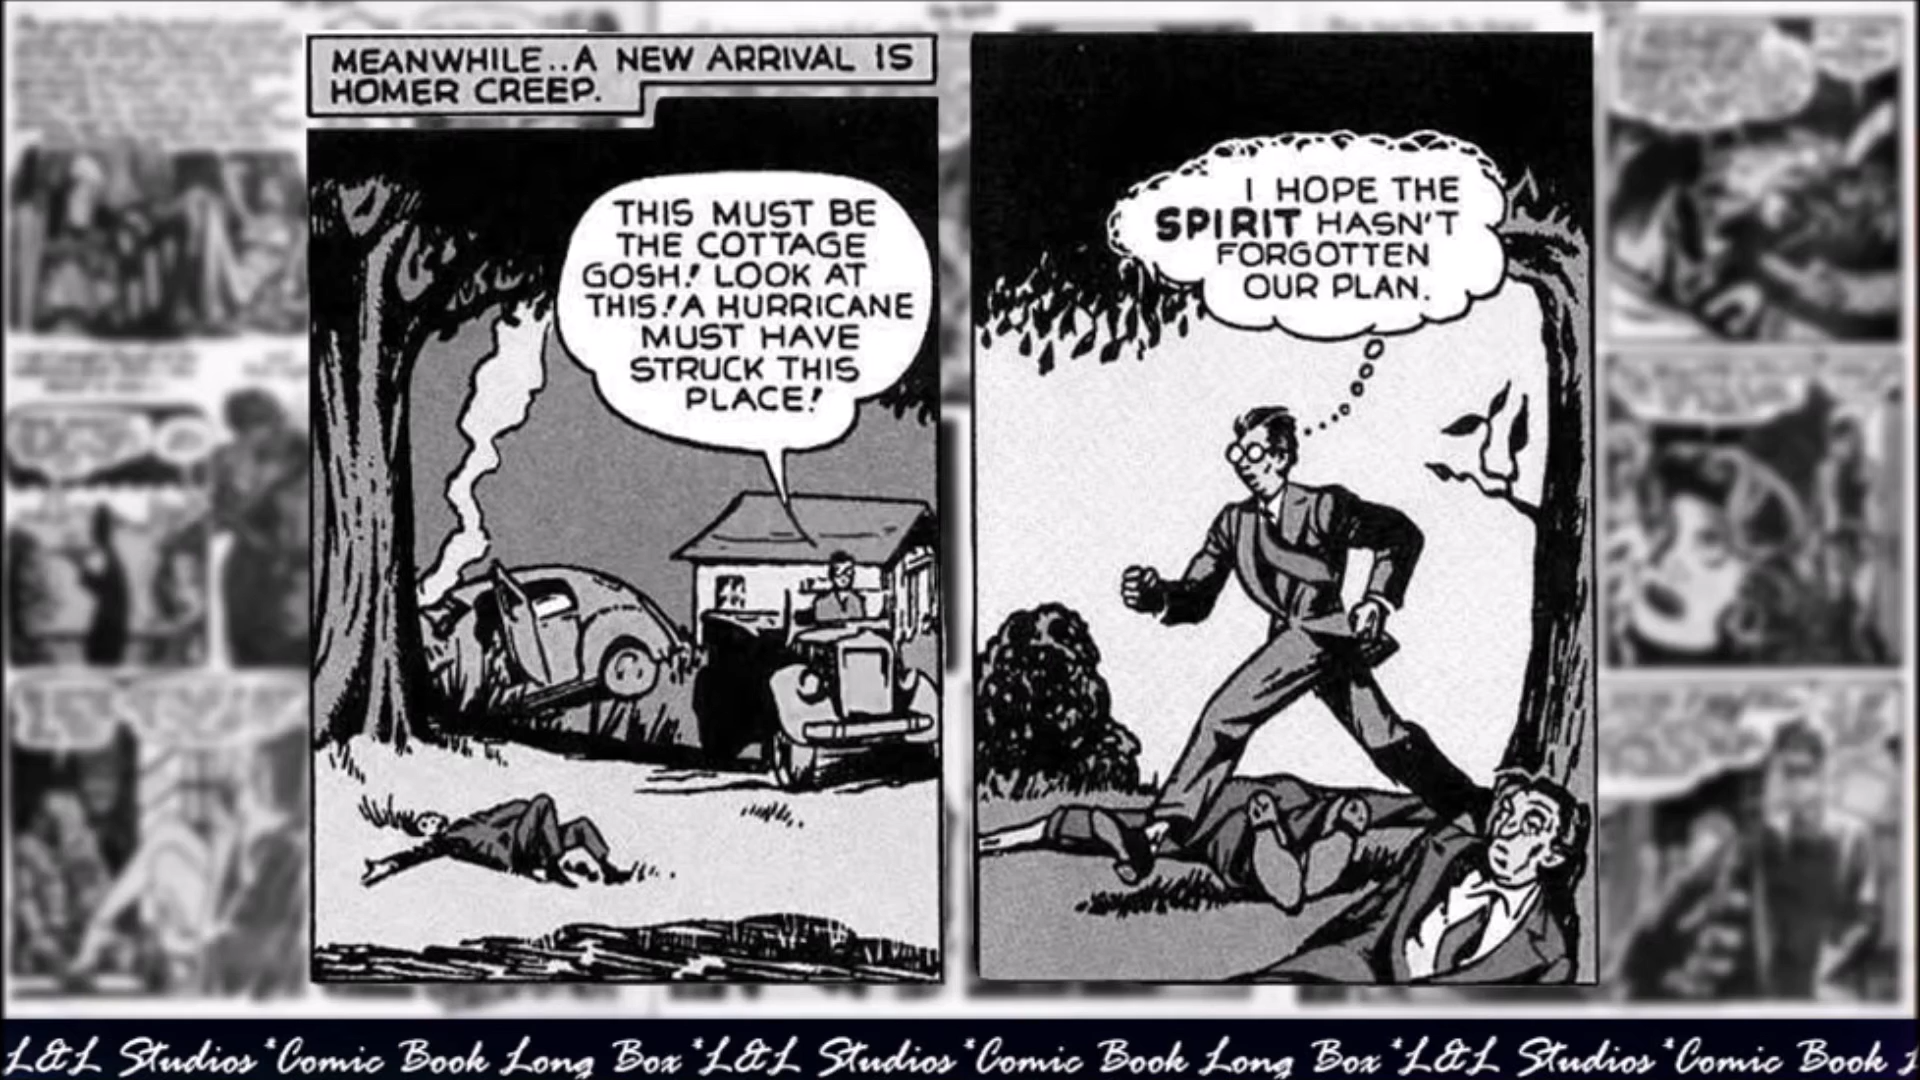 MEANWHILE..A NEW ARRIVAL IS
HOMER CREEP.
THIS MUST BE
THE COTTAGE
GOSH! LOOK AT
THIS! A HURRICANE
MUST HAVE
STRUCK THIS
PLACE!
I HOPE THE
SPIRIT HASN'T
FORGOTTEN
OUR PLAN.
L&L Studios *Comic Book Long Box *L&L Studios *Comic Book Long Box *L&L Studios *Comic Book